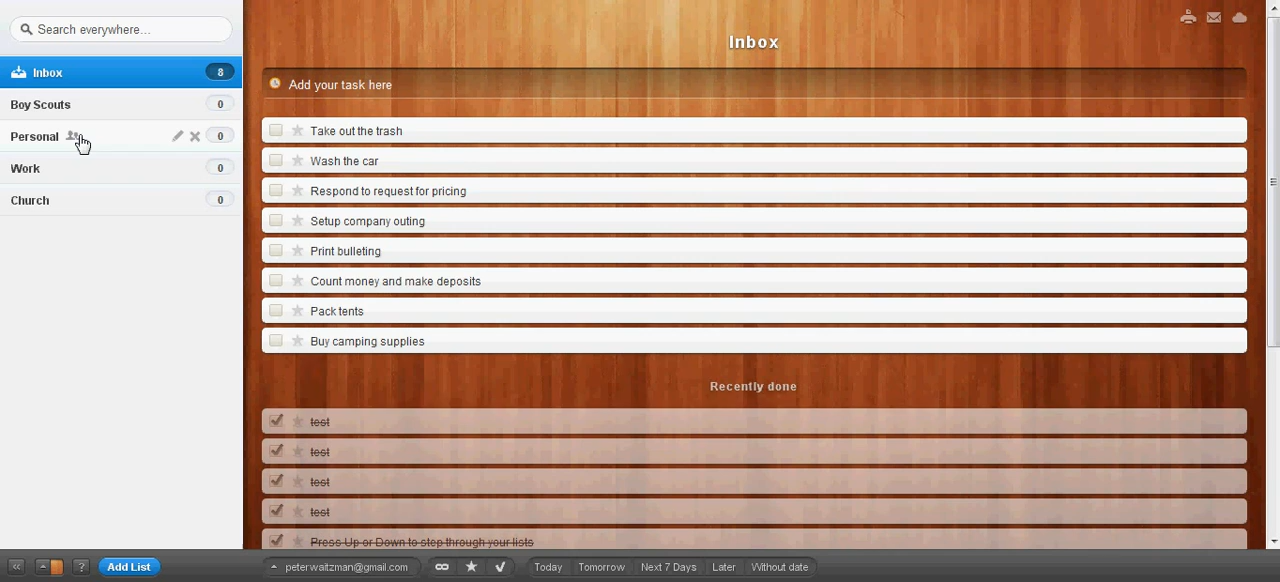 Search everywhere...
Inbox 8
Boy Scouts 0
Personal 0
Work 0
Church 0
Inbox
Add your task here
Take out the trash
Wash the car
Respond to request for pricing
Setup company outing
Print bulleting
Count money and make deposits
Pack tents
Buy camping supplies
Recently done
test
test
test
test
Press Up or Down to step through your lists
« ? Add List peterwaitzman@gmail.com Today Tomorrow Next 7 Days Later Without date